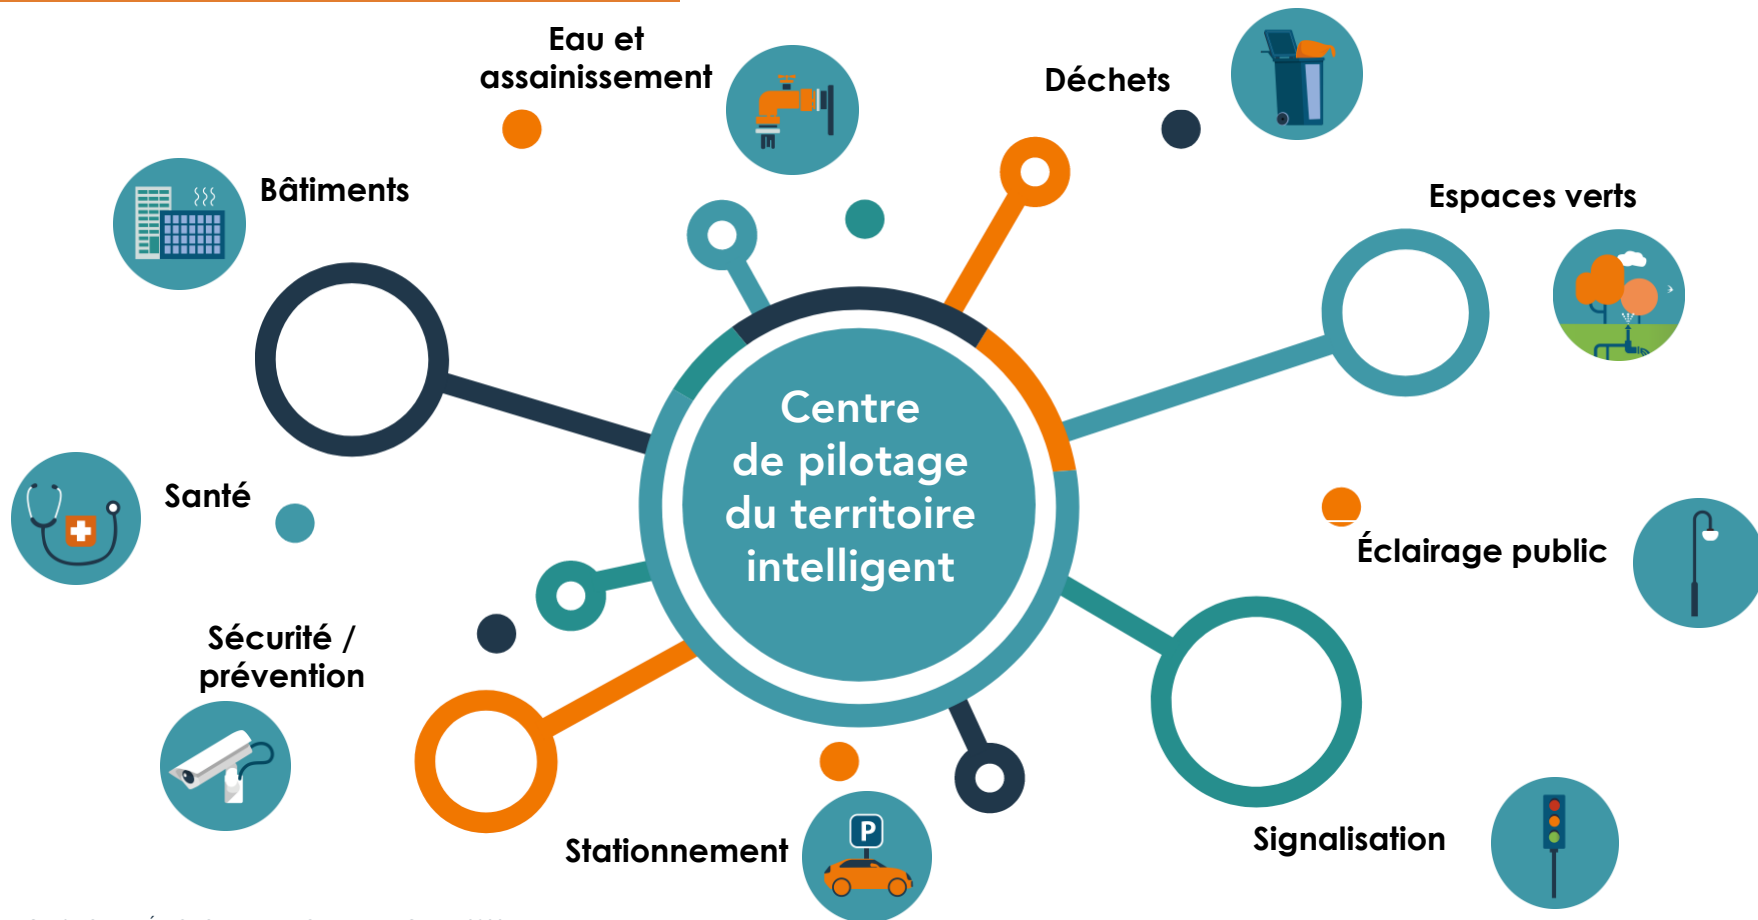 Eau et
assainissement
Déchets
Bâtiments
Espaces verts
Centre
de pilotage
du territoire
intelligent
Santé
Éclairage public
Sécurité /
prévention
P
Stationnement
Signalisation